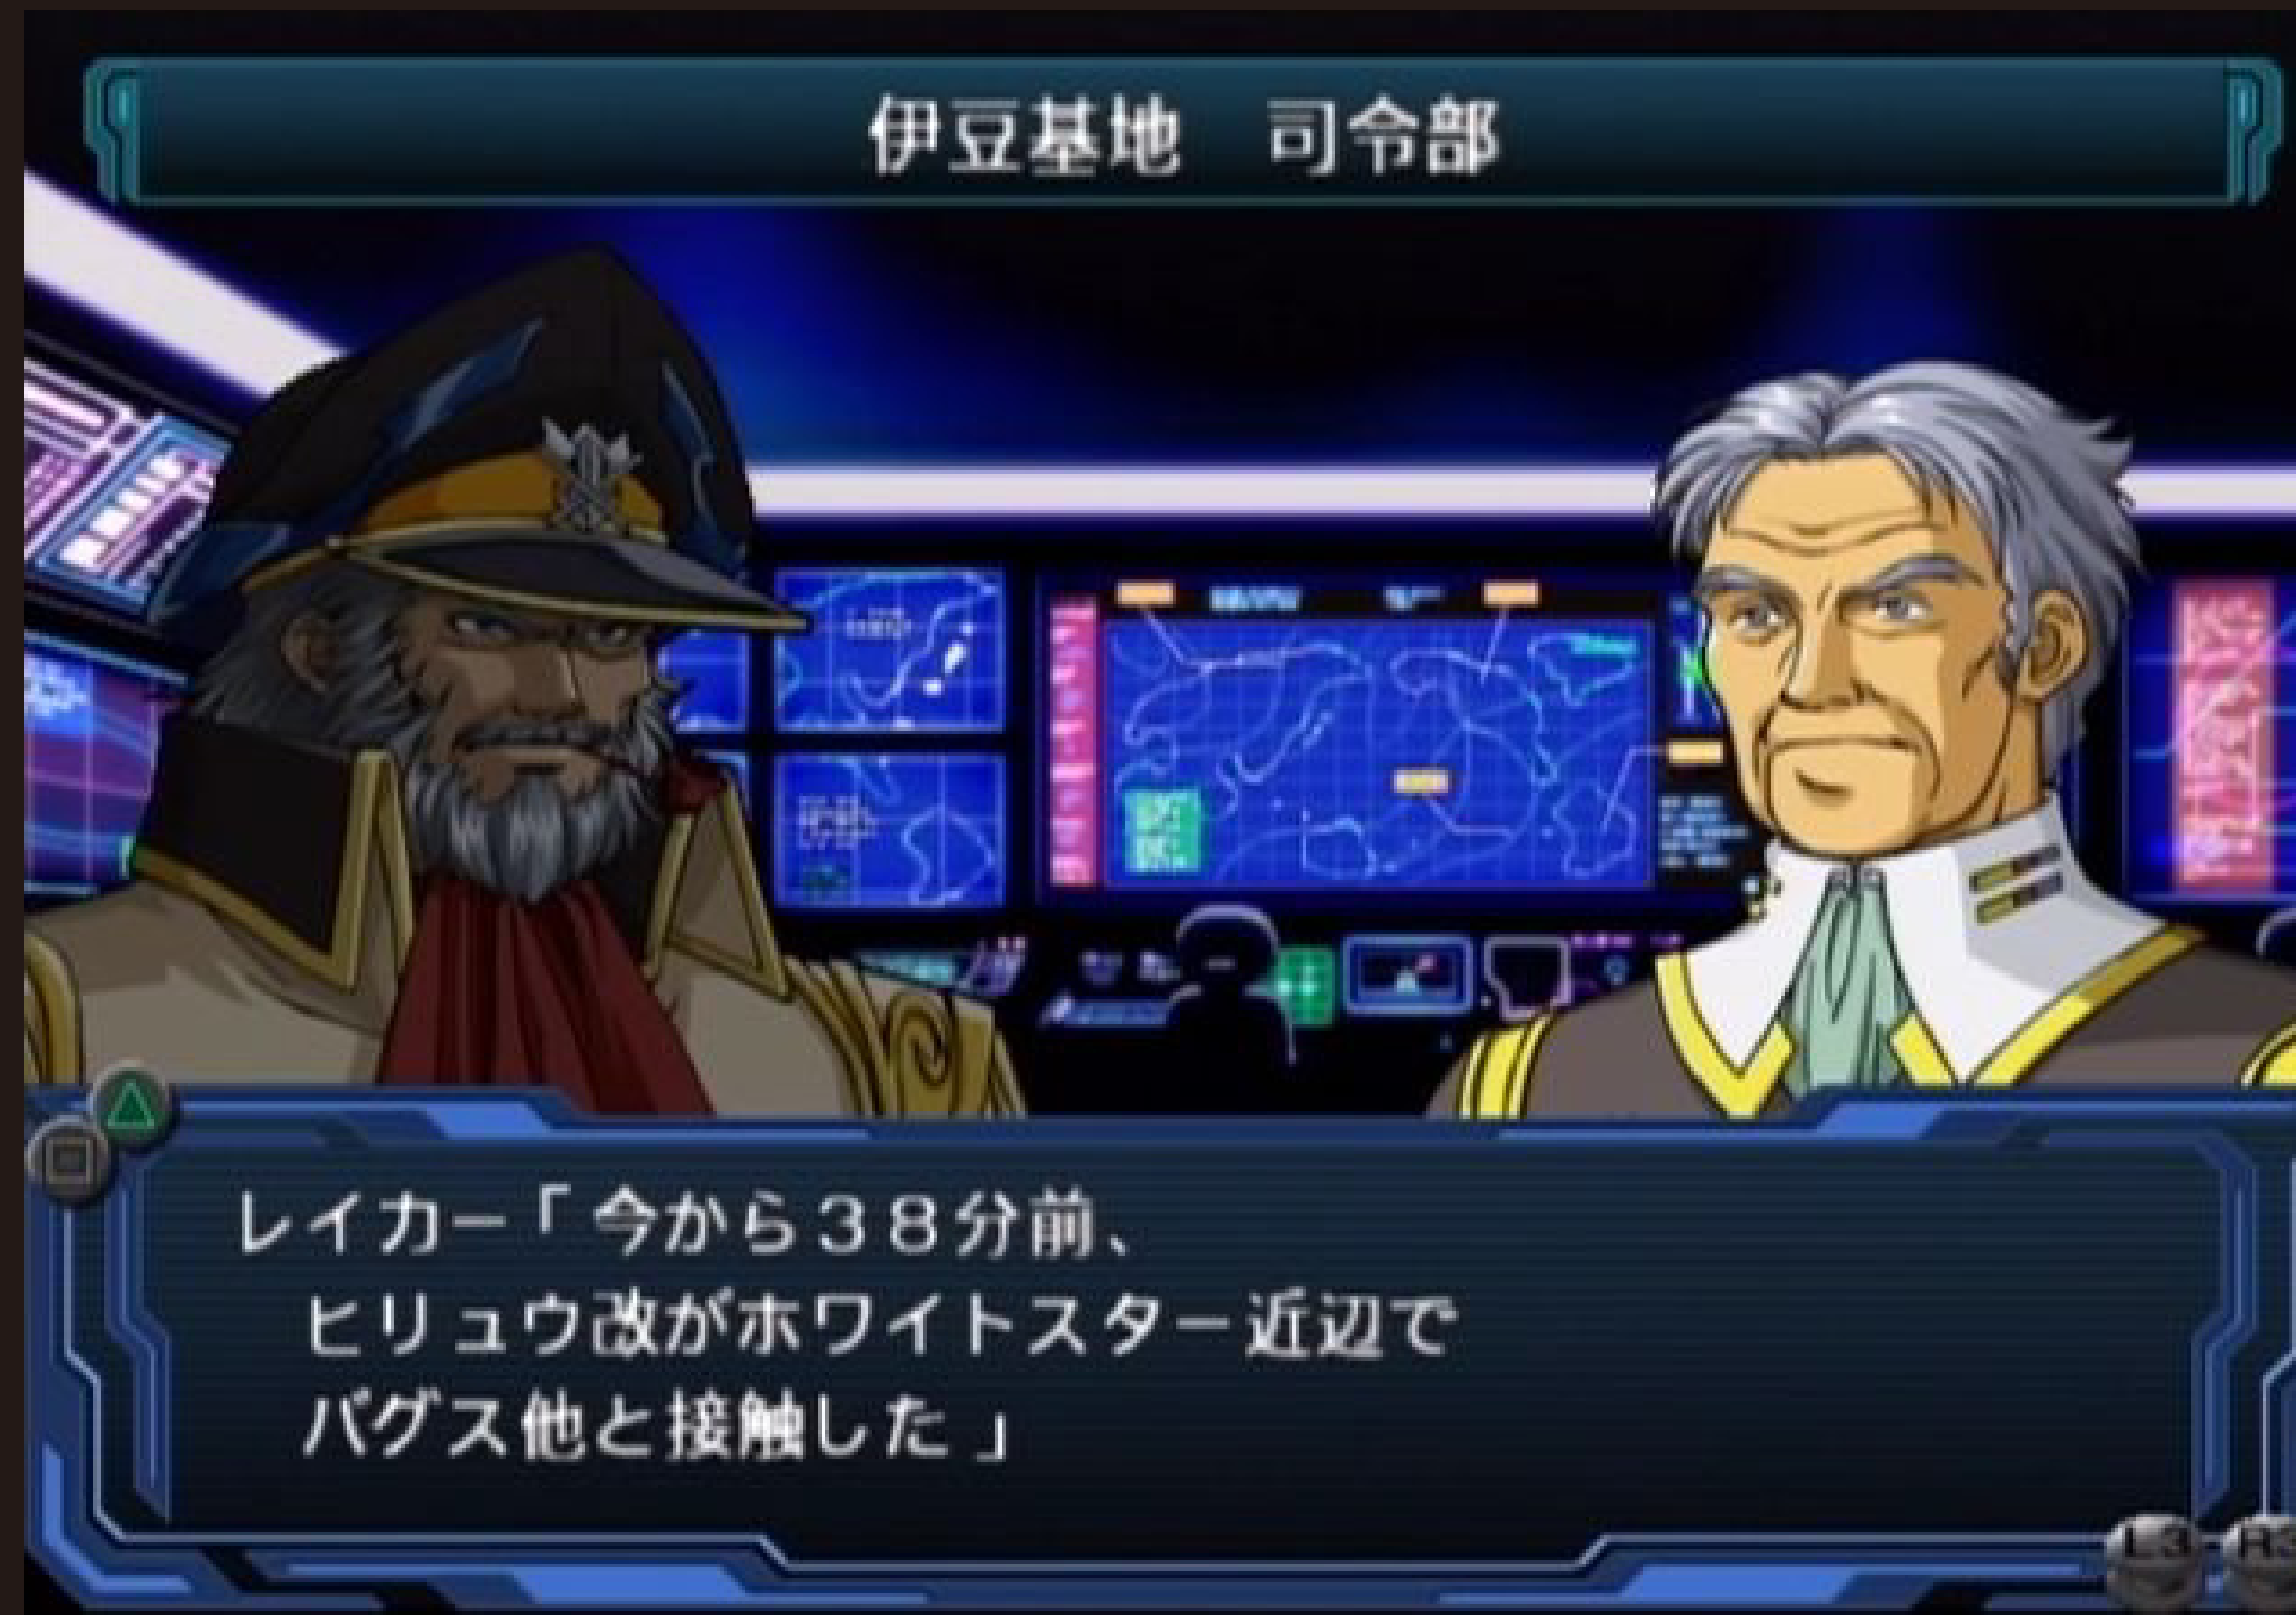 伊豆基地　司令部
レイカー「今から３８分前、
ヒリュウ改がホワイトスター近辺で
バグス他と接触した」
L3 R3